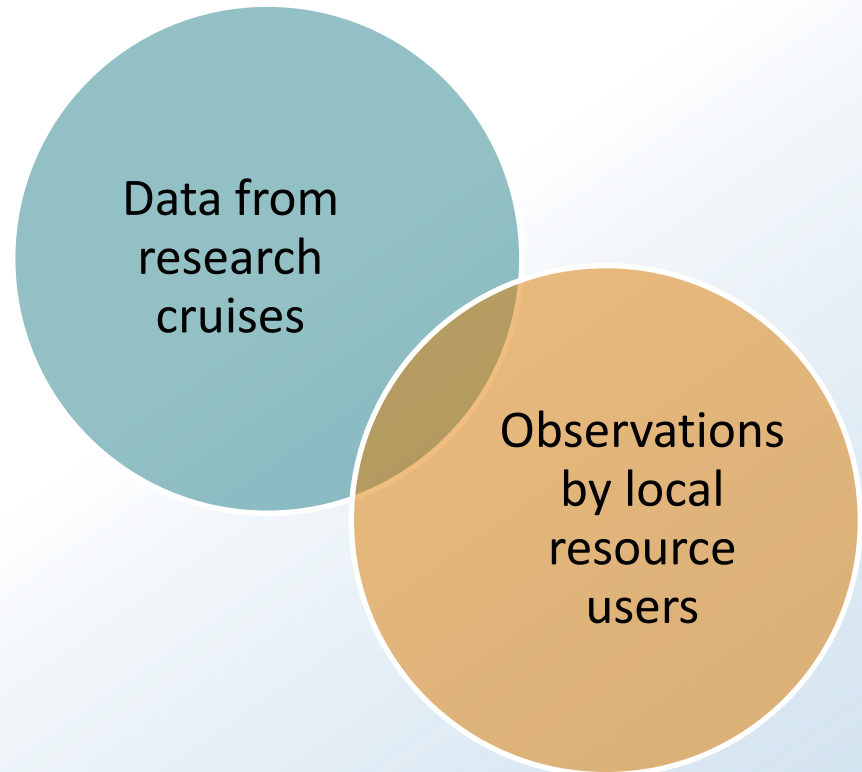 Data from
research
cruises
Observations
by local
resource
users